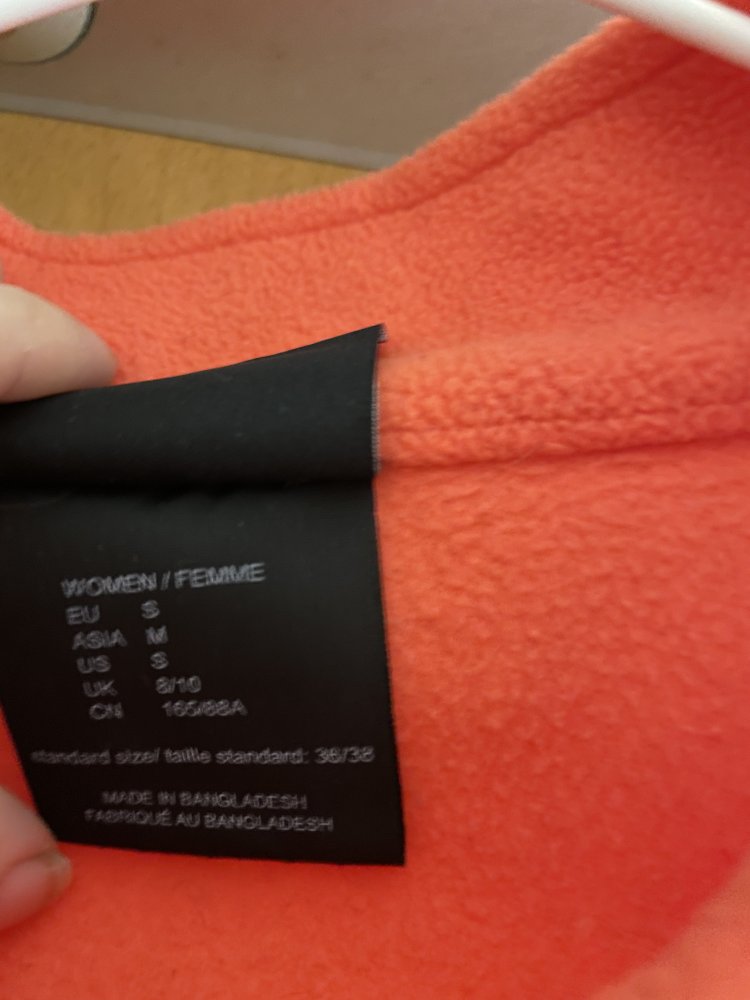 WOMEN / FEMME
EU S
ASIA M
US S
UK 8/10
CN 165/88A
standard size/ taille standard: 36/38
MADE IN BANGLADESH
FABRIQUÉ AU BANGLADESH